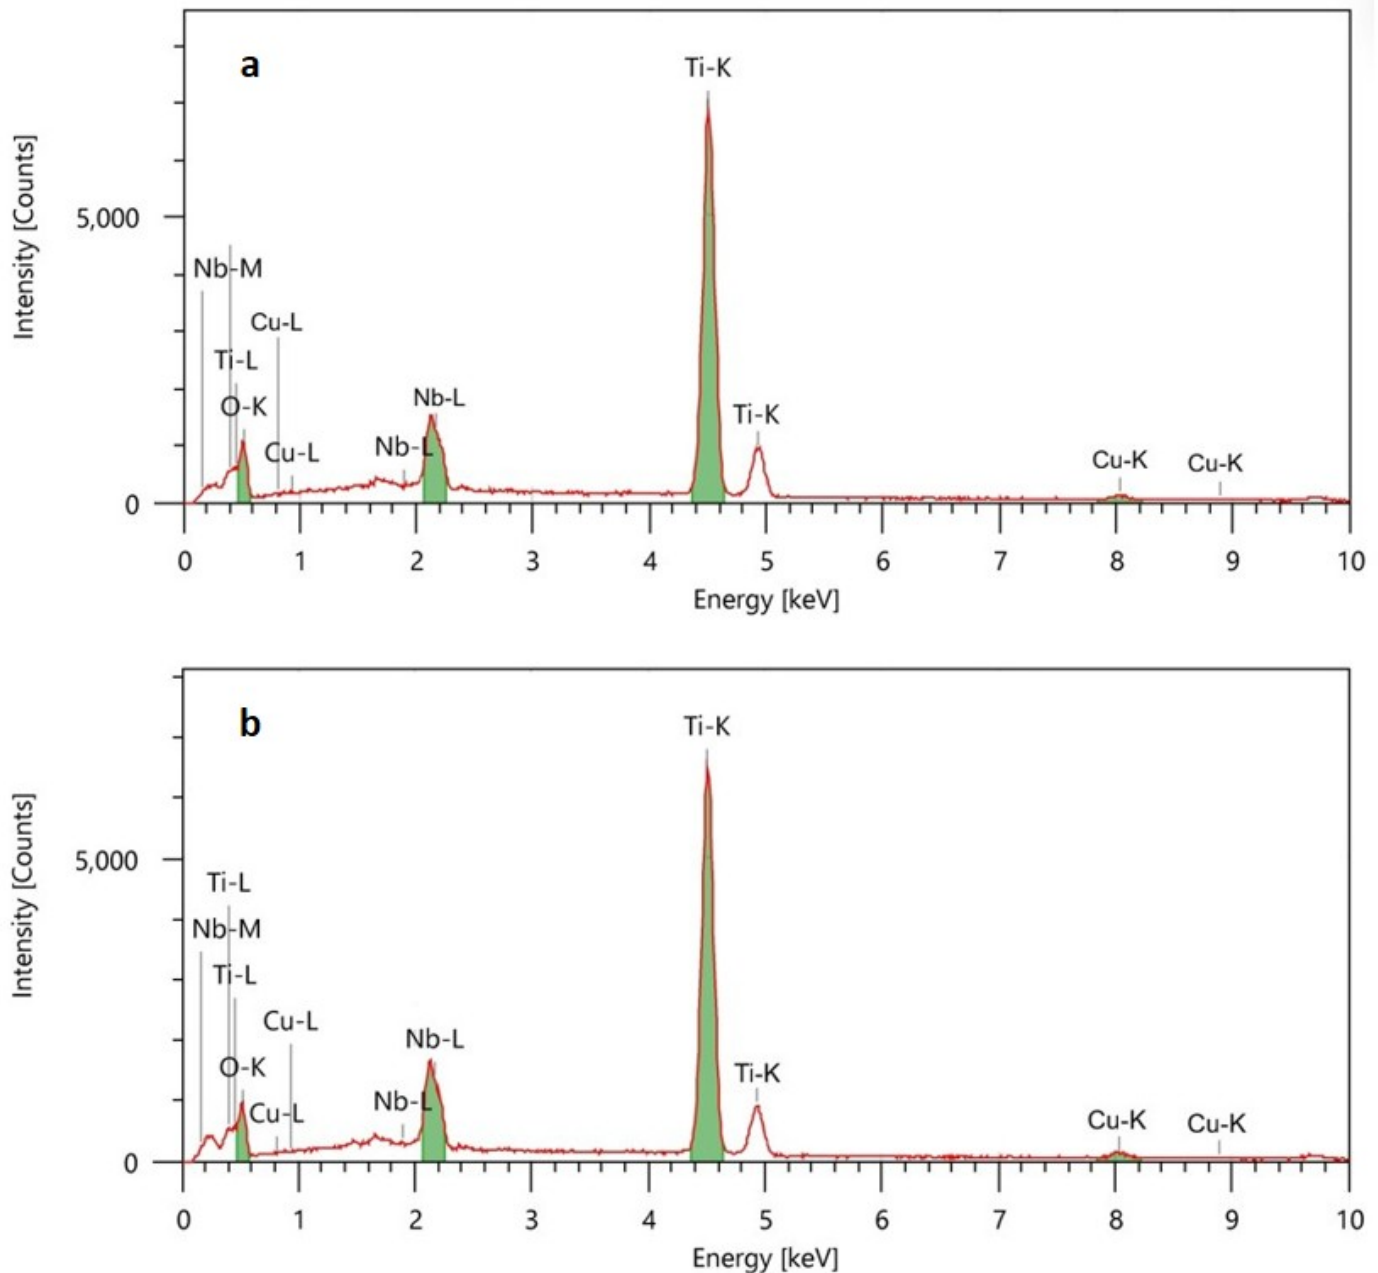 a
Ti-K
Intensity [Counts]
5,000
Nb-M
Cu-L
Ti-L
O-K
Cu-L
Nb-L
Nb-L
Ti-K
Cu-K
Cu-K
0
0 1 2 3 4 5 6 7 8 9 10
Energy [keV]
b
Ti-K
Intensity [Counts]
5,000
Ti-L
Nb-M
Ti-L
Cu-L
O-K
Cu-L
Nb-L
Nb-L
Ti-K
Cu-K
Cu-K
0
0 1 2 3 4 5 6 7 8 9 10
Energy [keV]